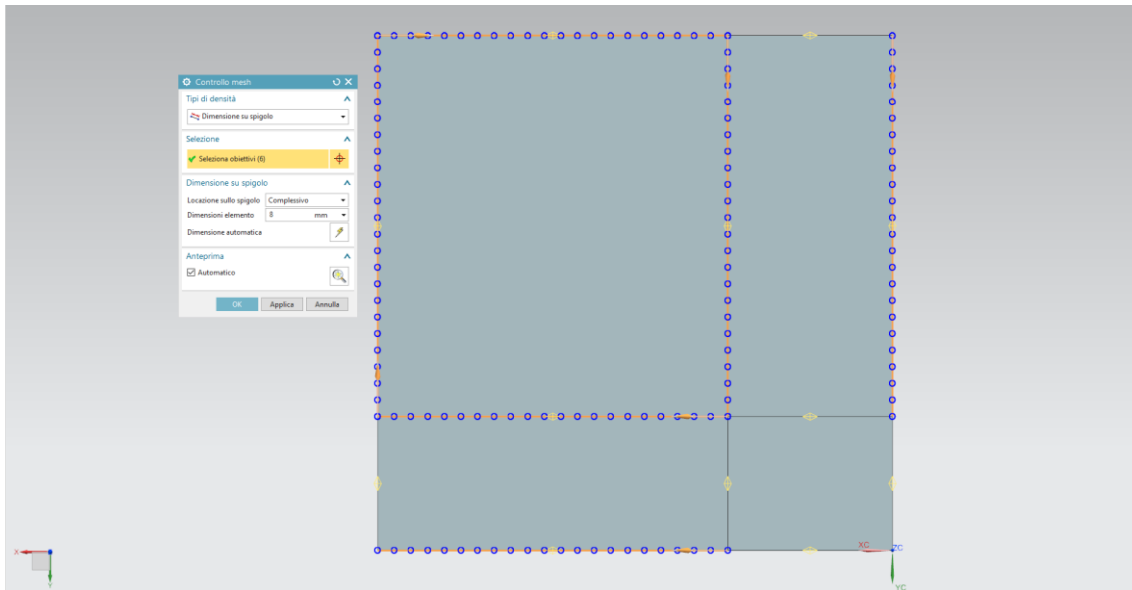 Controllo mesh
Tipi di densità
Dimensione su spigolo
Selezione
Seleziona obiettivi (6)
Dimensione su spigolo
Locazione sullo spigolo Complessivo
Dimensioni elemento 8 mm
Dimensione automatica
Anteprima
Automatico
OK Applica Annulla
X
Y
XC
ZC
YC